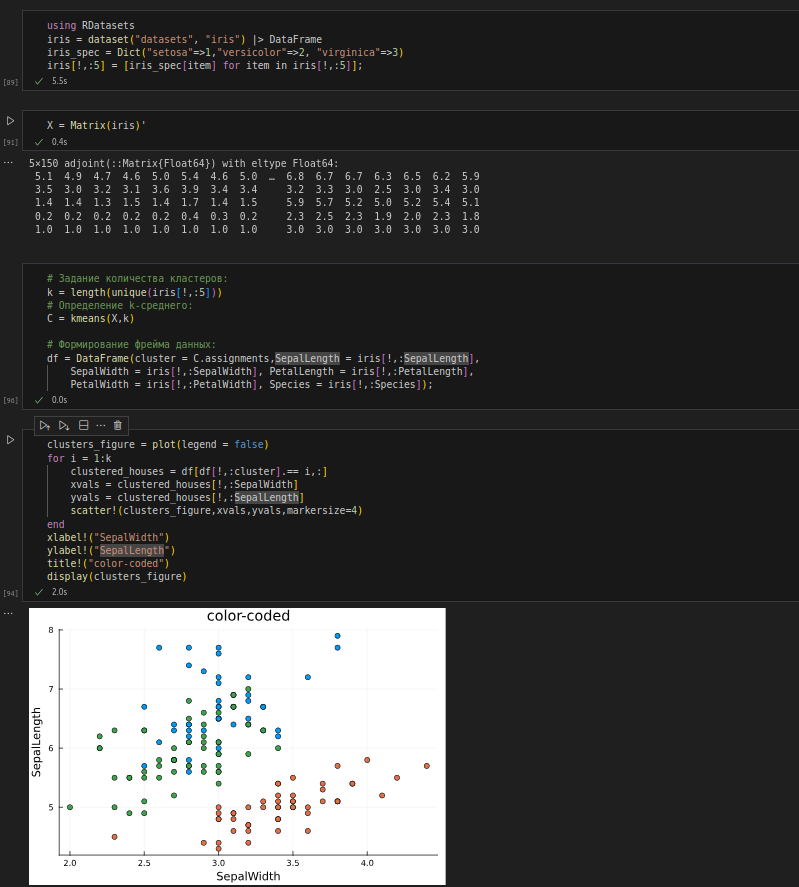 using RDatasets
iris = dataset("datasets", "iris") |> DataFrame
iris_spec = Dict("setosa"=>1,"versicolor"=>2, "virginica"=>3)
iris[!,:5] = [iris_spec[item] for item in iris[!,:5]];
[89] ✓ 5.5s
X = Matrix(iris)'
[91] ✓ 0.4s
... 5×150 adjoint(::Matrix{Float64}) with eltype Float64:
5.1 4.9 4.7 4.6 5.0 5.4 4.6 5.0 … 6.8 6.7 6.7 6.3 6.5 6.2 5.9
3.5 3.0 3.2 3.1 3.6 3.9 3.4 3.4 3.2 3.3 3.0 2.5 3.0 3.4 3.0
1.4 1.4 1.3 1.5 1.4 1.7 1.4 1.5 5.9 5.7 5.2 5.0 5.2 5.4 5.1
0.2 0.2 0.2 0.2 0.2 0.4 0.3 0.2 2.3 2.5 2.3 1.9 2.0 2.3 1.8
1.0 1.0 1.0 1.0 1.0 1.0 1.0 1.0 3.0 3.0 3.0 3.0 3.0 3.0 3.0
# Задание количества кластеров:
k = length(unique(iris[!,:5]))
# Определение k-среднего:
C = kmeans(X,k)
# Формирование фрейма данных:
df = DataFrame(cluster = C.assignments,SepalLength = iris[!,:SepalLength],
SepalWidth = iris[!,:SepalWidth], PetalLength = iris[!,:PetalLength],
PetalWidth = iris[!,:PetalWidth], Species = iris[!,:Species]);
[96] ✓ 0.0s
clusters_figure = plot(legend = false)
for i = 1:k
clustered_houses = df[df[!,:cluster].== i,:]
xvals = clustered_houses[!,:SepalWidth]
yvals = clustered_houses[!,:SepalLength]
scatter!(clusters_figure,xvals,yvals,markersize=4)
end
xlabel!("SepalWidth")
ylabel!("SepalLength")
title!("color-coded")
display(clusters_figure)
[94] ✓ 2.0s
...
color-coded
8
7
6
5
SepalLength
2.0 2.5 3.0 3.5 4.0
SepalWidth